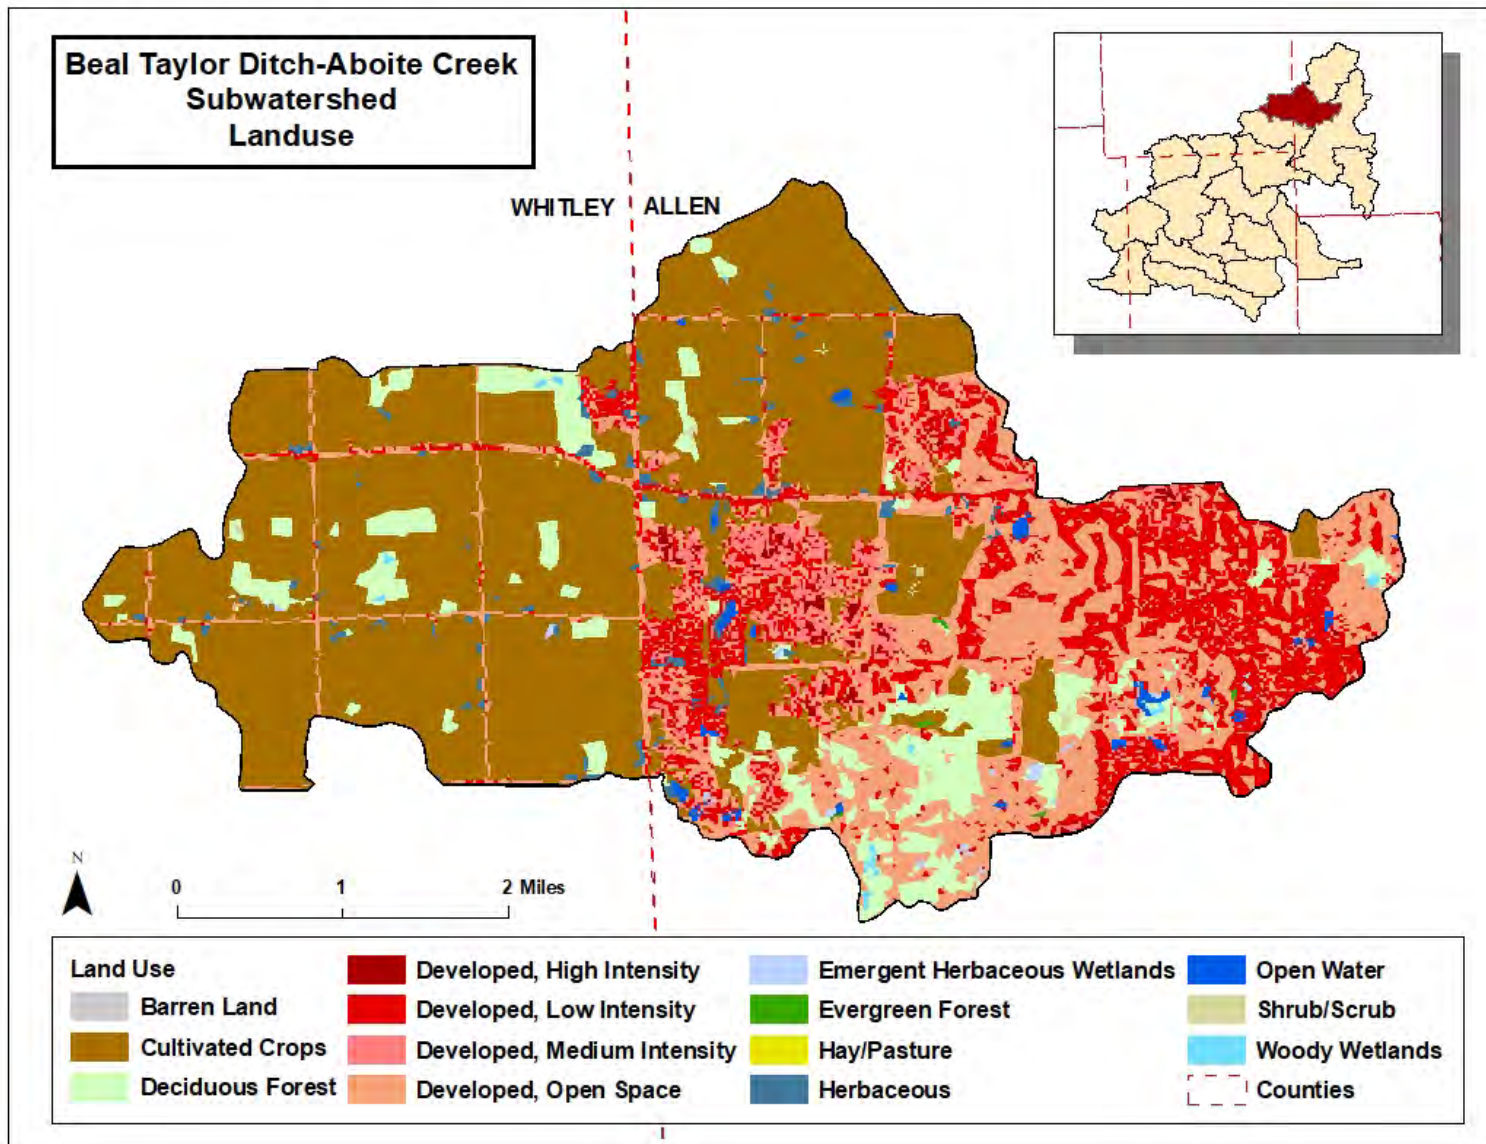 Beal Taylor Ditch-Aboite Creek
Subwatershed
Landuse
WHITLEY ALLEN
N
0 1 2 Miles
Land Use
Barren Land
Cultivated Crops
Deciduous Forest
Developed, High Intensity
Developed, Low Intensity
Developed, Medium Intensity
Developed, Open Space
Emergent Herbaceous Wetlands
Evergreen Forest
Hay/Pasture
Herbaceous
Open Water
Shrub/Scrub
Woody Wetlands
Counties